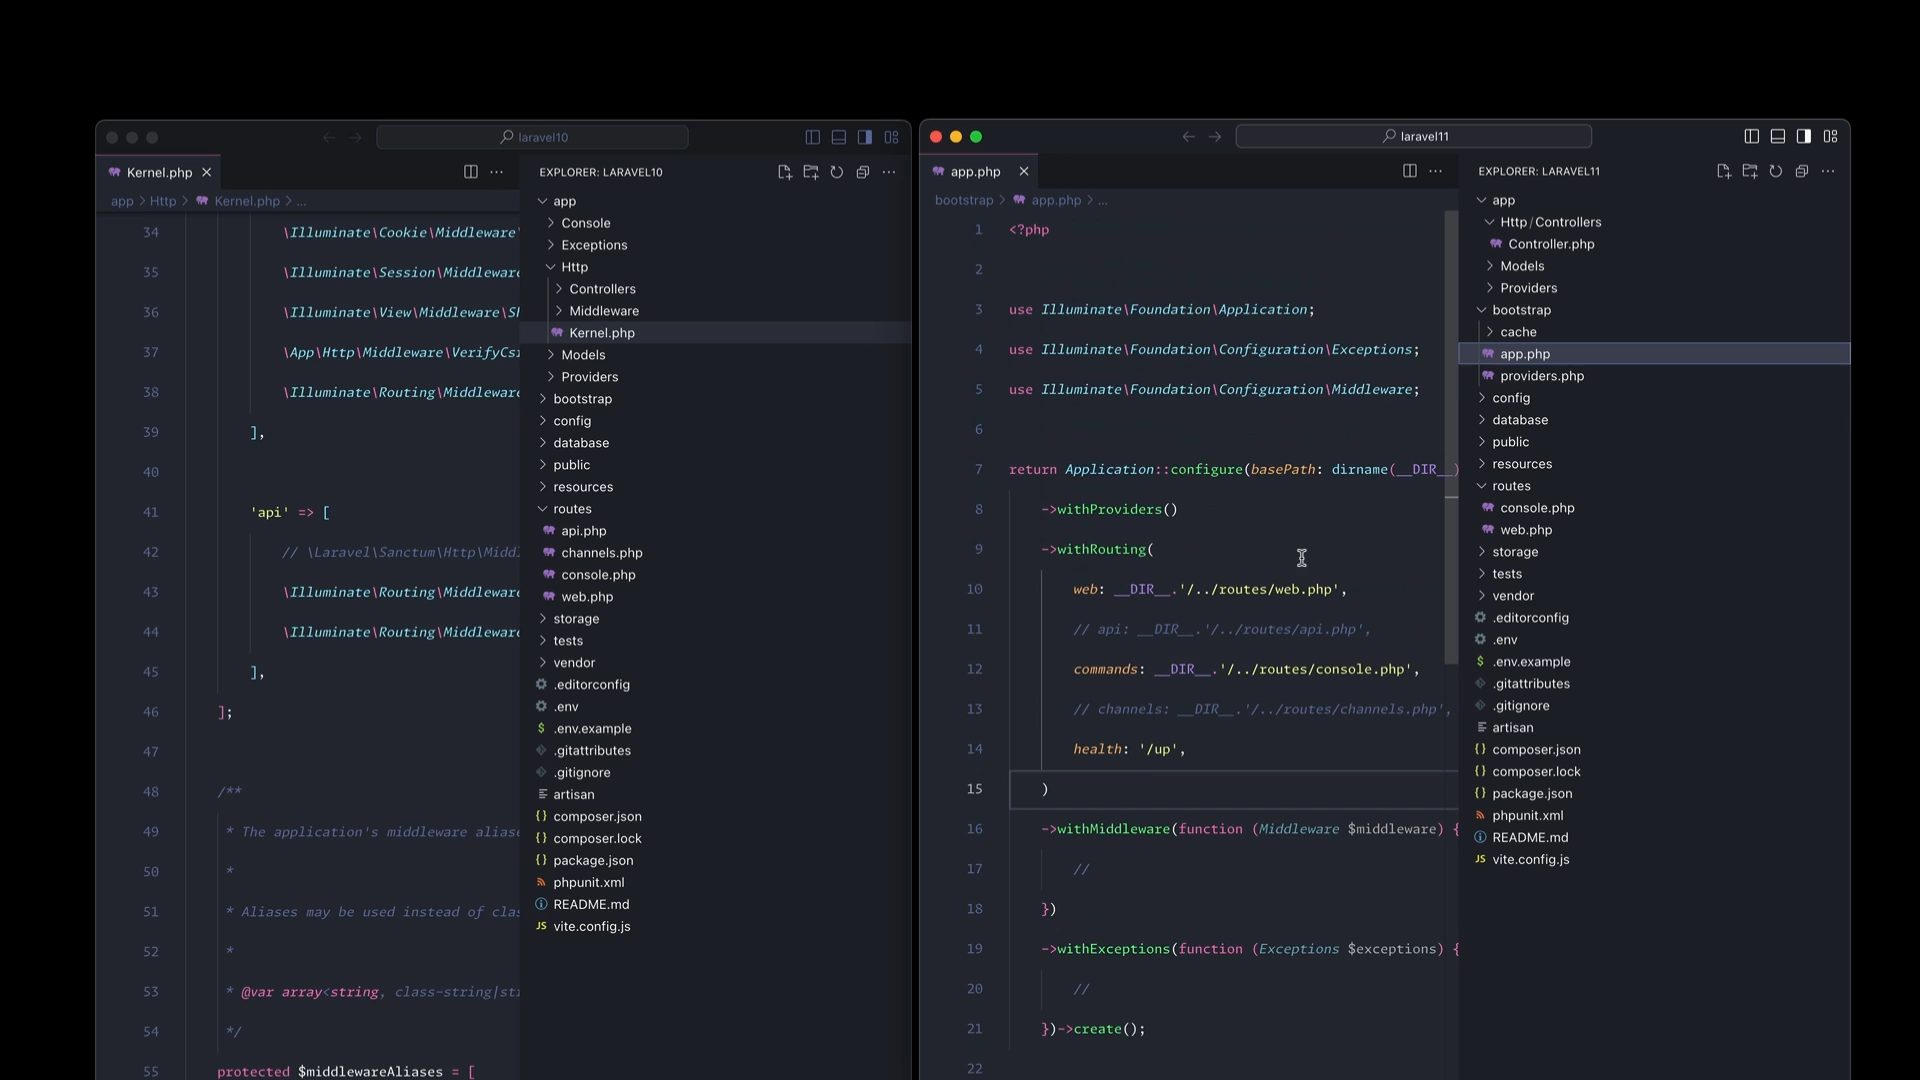 laravel10
Kernel.php
app > Http > Kernel.php > ...
34 \Illuminate\Cookie\Middleware\
35 \Illuminate\Session\Middleware
36 \Illuminate\View\Middleware\Sh
37 \App\Http\Middleware\VerifyCsr
38 \Illuminate\Routing\Middleware
39 ],
40
41 'api' => [
42 // \Laravel\Sanctum\Http\Middl
43 \Illuminate\Routing\Middleware
44 \Illuminate\Routing\Middleware
45 ],
46 ];
47
48 /**
49 * The application's middleware aliase
50 *
51 * Aliases may be used instead of clas
52 *
53 * @var array<string, class-string|str
54 */
55 protected $middlewareAliases = [
EXPLORER: LARAVEL10
app
Console
Exceptions
Http
Controllers
Middleware
Kernel.php
Models
Providers
bootstrap
config
database
public
resources
routes
api.php
channels.php
console.php
web.php
storage
tests
vendor
.editorconfig
.env
$ .env.example
.gitattributes
.gitignore
artisan
{} composer.json
{} composer.lock
{} package.json
phpunit.xml
README.md
JS vite.config.js
laravel11
app.php
bootstrap > app.php > ...
1 <?php
2
3 use Illuminate\Foundation\Application;
4 use Illuminate\Foundation\Configuration\Exceptions;
5 use Illuminate\Foundation\Configuration\Middleware;
6
7 return Application::configure(basePath: dirname(__DIR__)
8 ->withProviders()
9 ->withRouting(
10 web: __DIR__.'/../routes/web.php',
11 // api: __DIR__.'/../routes/api.php',
12 commands: __DIR__.'/../routes/console.php',
13 // channels: __DIR__.'/../routes/channels.php',
14 health: '/up',
15 )
16 ->withMiddleware(function (Middleware $middleware) {
17 //
18 })
19 ->withExceptions(function (Exceptions $exceptions) {
20 //
21 })->create();
22
EXPLORER: LARAVEL11
app
Http/Controllers
Controller.php
Models
Providers
bootstrap
cache
app.php
providers.php
config
database
public
resources
routes
console.php
web.php
storage
tests
vendor
.editorconfig
.env
$ .env.example
.gitattributes
.gitignore
artisan
{} composer.json
{} composer.lock
{} package.json
phpunit.xml
README.md
JS vite.config.js